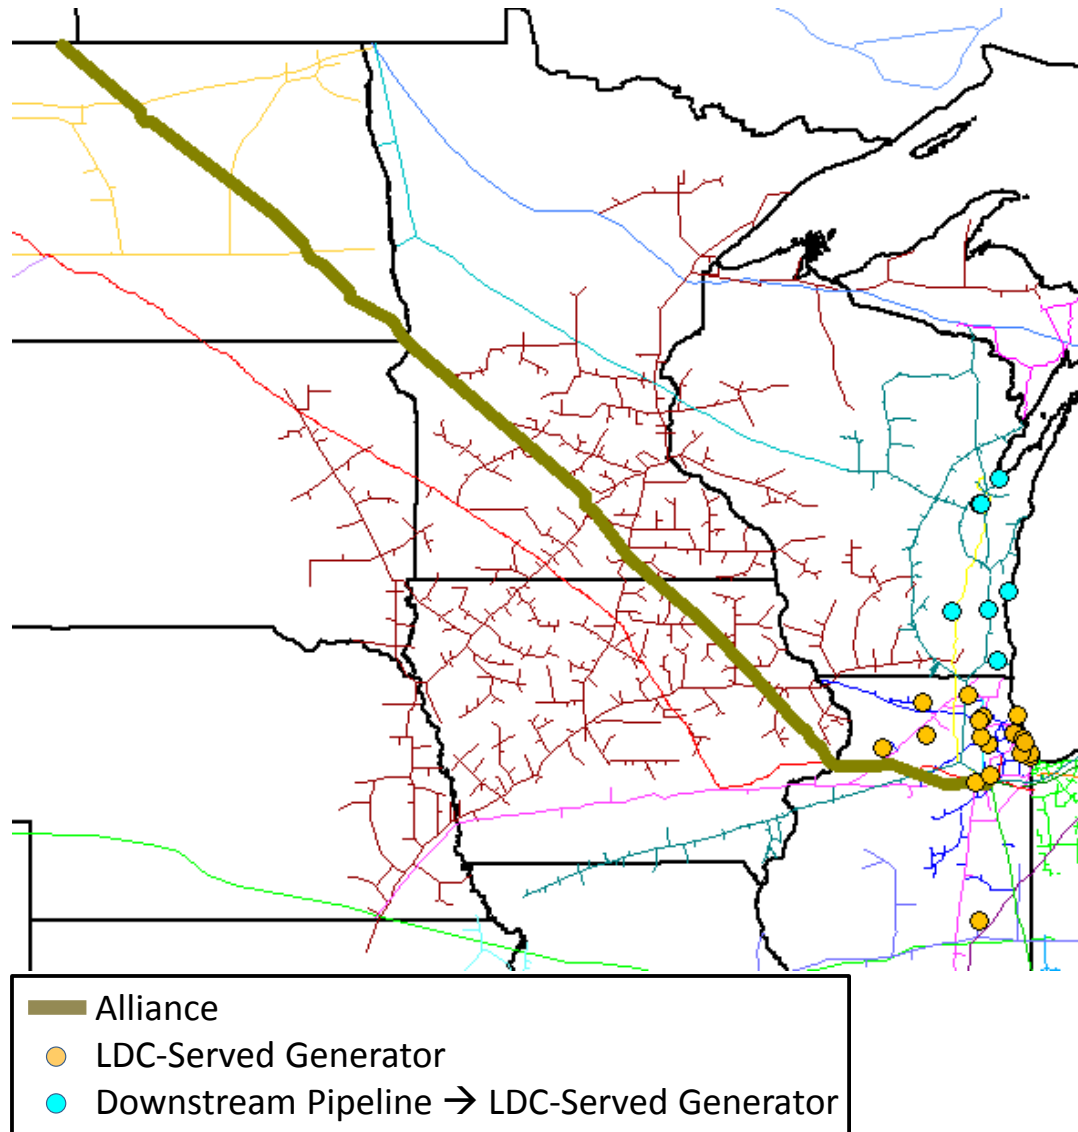 Alliance
LDC-Served Generator
Downstream Pipeline → LDC-Served Generator